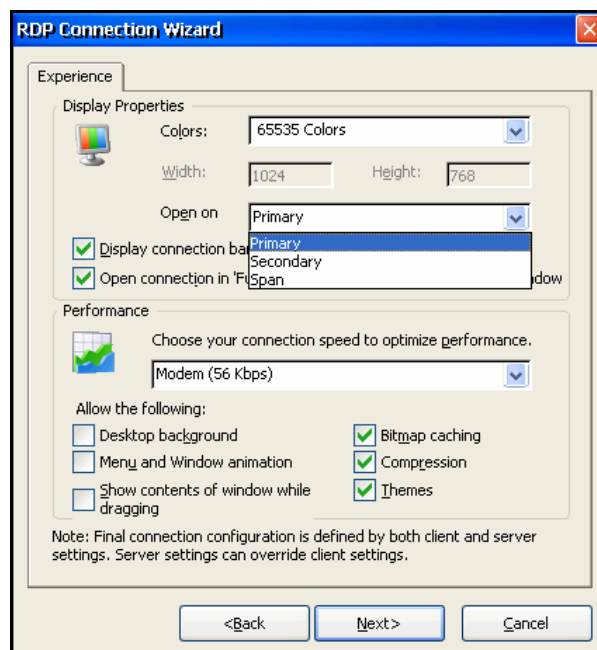 RDP Connection Wizard
Experience
Display Properties
Colors: 65535 Colors
Width: 1024 Height: 768
Open on Primary
Primary
Secondary
Span
Display connection
Open connection in
Performance
Choose your connection speed to optimize performance.
Modem (56 Kbps)
Allow the following:
Desktop background
Bitmap caching
Menu and Window animation
Compression
Show contents of window while
dragging
Themes
Note: Final connection configuration is defined by both client and server
settings. Server settings can override client settings.
<Back Next> Cancel